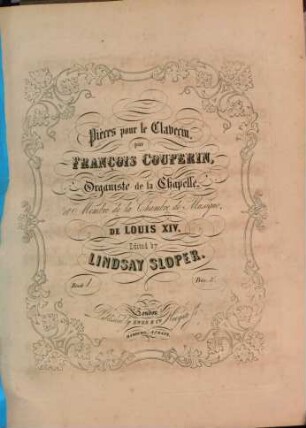 Pièces pour le Clavecin,
par
FRANÇOIS COUPERIN,
Organiste de la Chapelle,
et Membre de la Chambre de Musique,
DE LOUIS XIV.
Edited by
LINDSAY SLOPER.
Book 1
London